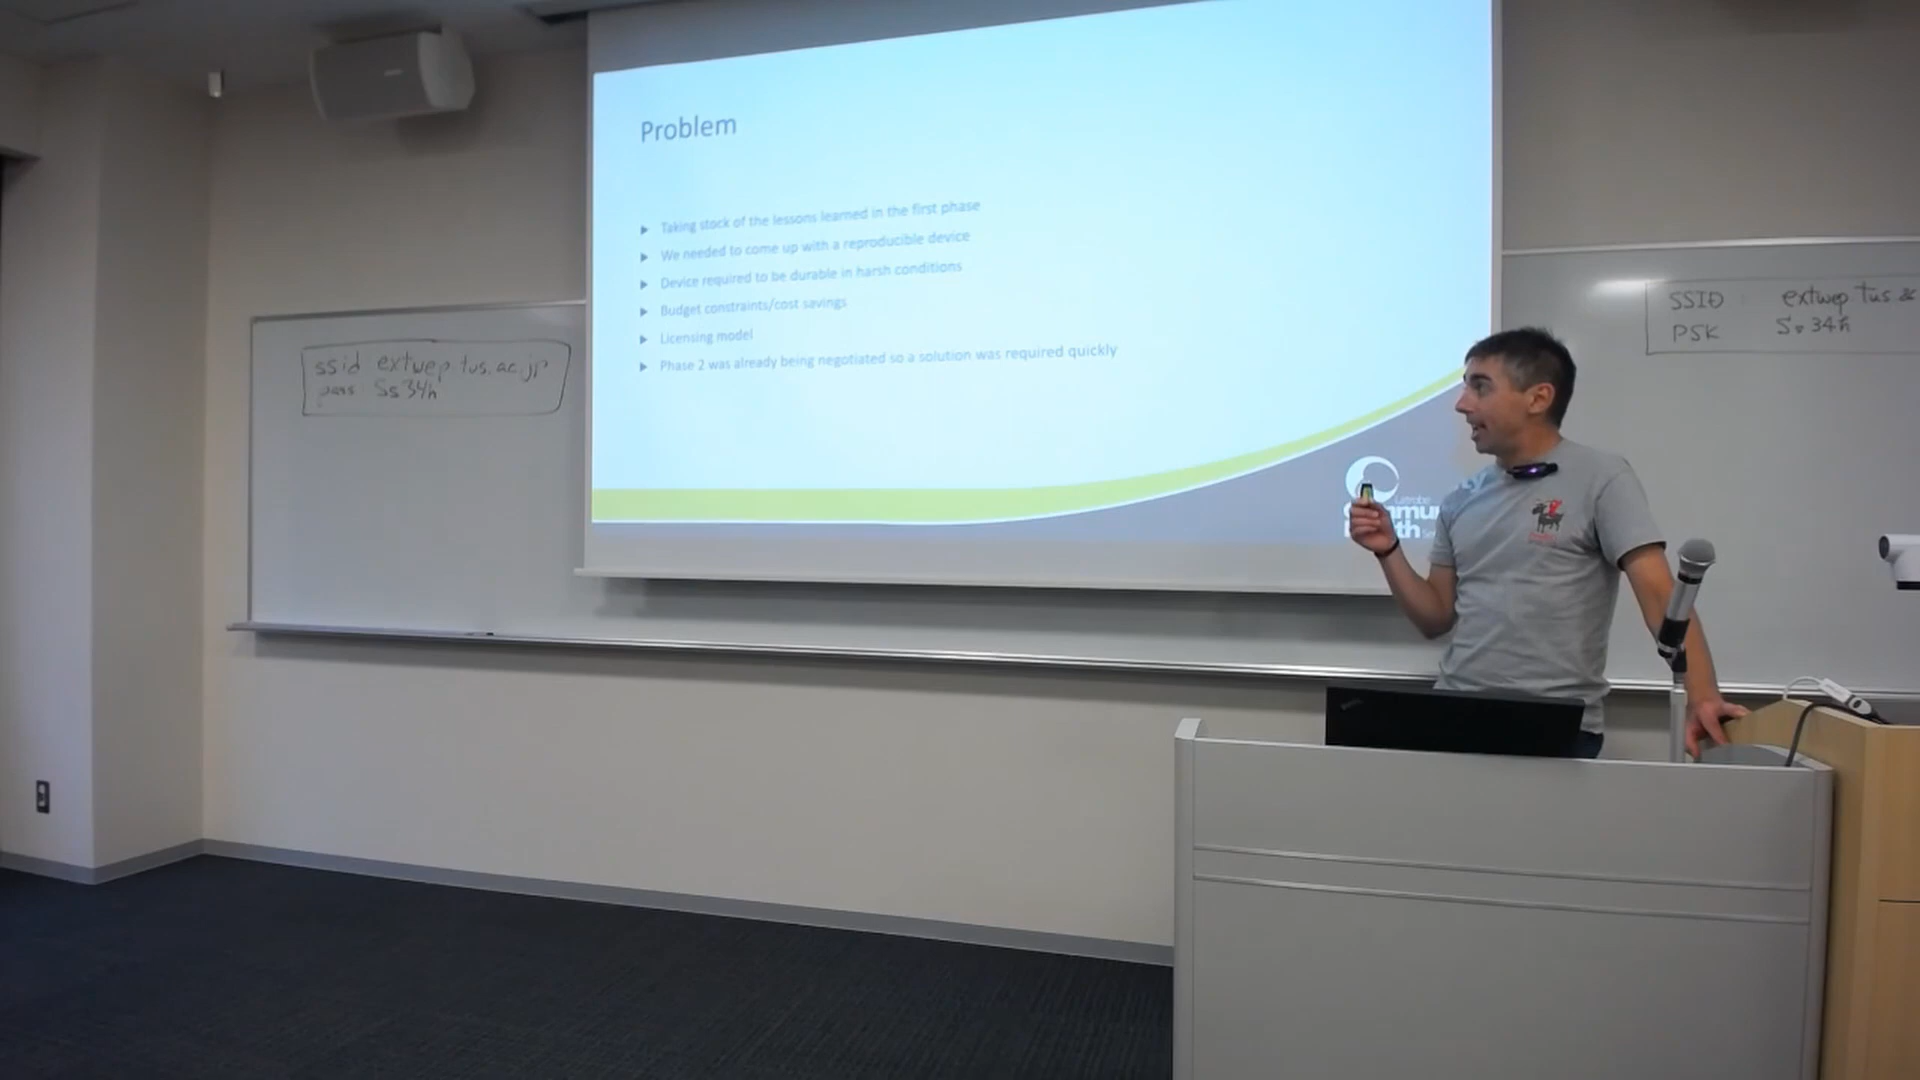 Problem
Taking stock of the lessons learned in the first phase
We needed to come up with a reproducible device
Device required to be durable in harsh conditions
Budget constraints/cost savings
Licensing model
Phase 2 was already being negotiated so a solution was required quickly
Latrobe
ssid extwep.tus.ac.jp
pass Ss34h
SSID extwep tus ac
PSK Ss34h